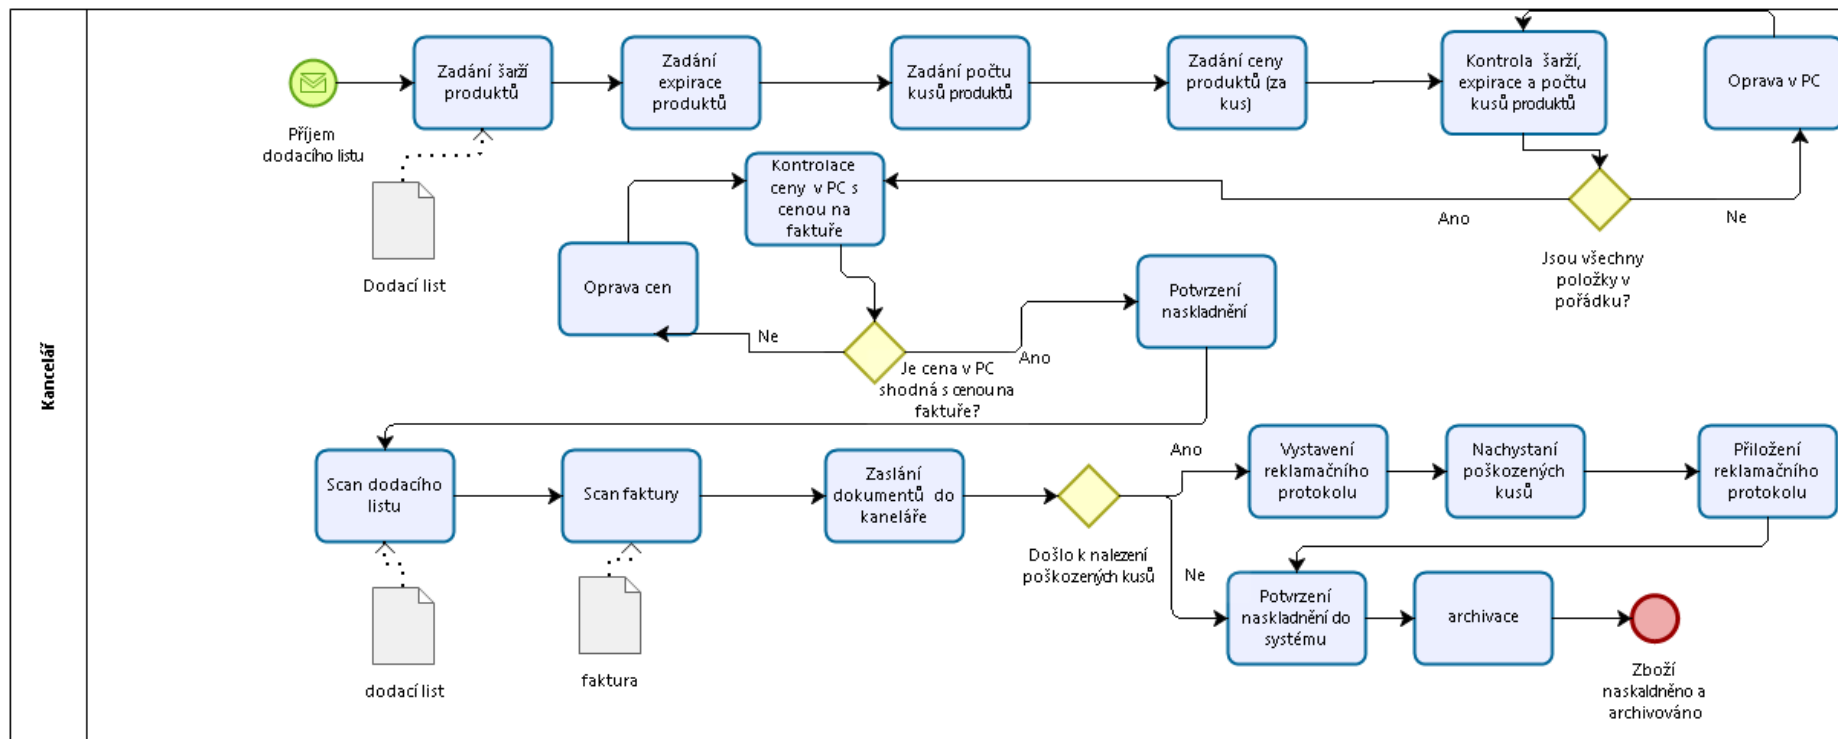 Kancelář
Příjem
dodacího listu
Zadání šarží
produktů
Zadání
expirace
produktů
Zadání počtu
kusů produktů
Zadání ceny
produktů (za
kus)
Kontrola šarží,
expirace a počtu
kusů produktů
Oprava v PC
Dodací list
Kontrolace
ceny v PC s
cenou na
faktuře
Ano
Ne
Jsou všechny
položky v
pořádku?
Oprava cen
Potvrzení
naskladnění
Ne
Ano
Je cena v PC
shodná s cenou na
faktuře?
Scan dodacího
listu
Scan faktury
Zaslání
dokumentů do
kaneláře
Ano
Vystavení
reklamačního
protokolu
Nachystaní
poškozených
kusů
Přiložení
reklamačního
protokolu
Došlo k nalezení
poškozených kusů
Ne
Potvrzení
naskladnění do
systému
archivace
dodací list
faktura
Zboží
naskaldněno a
archivováno